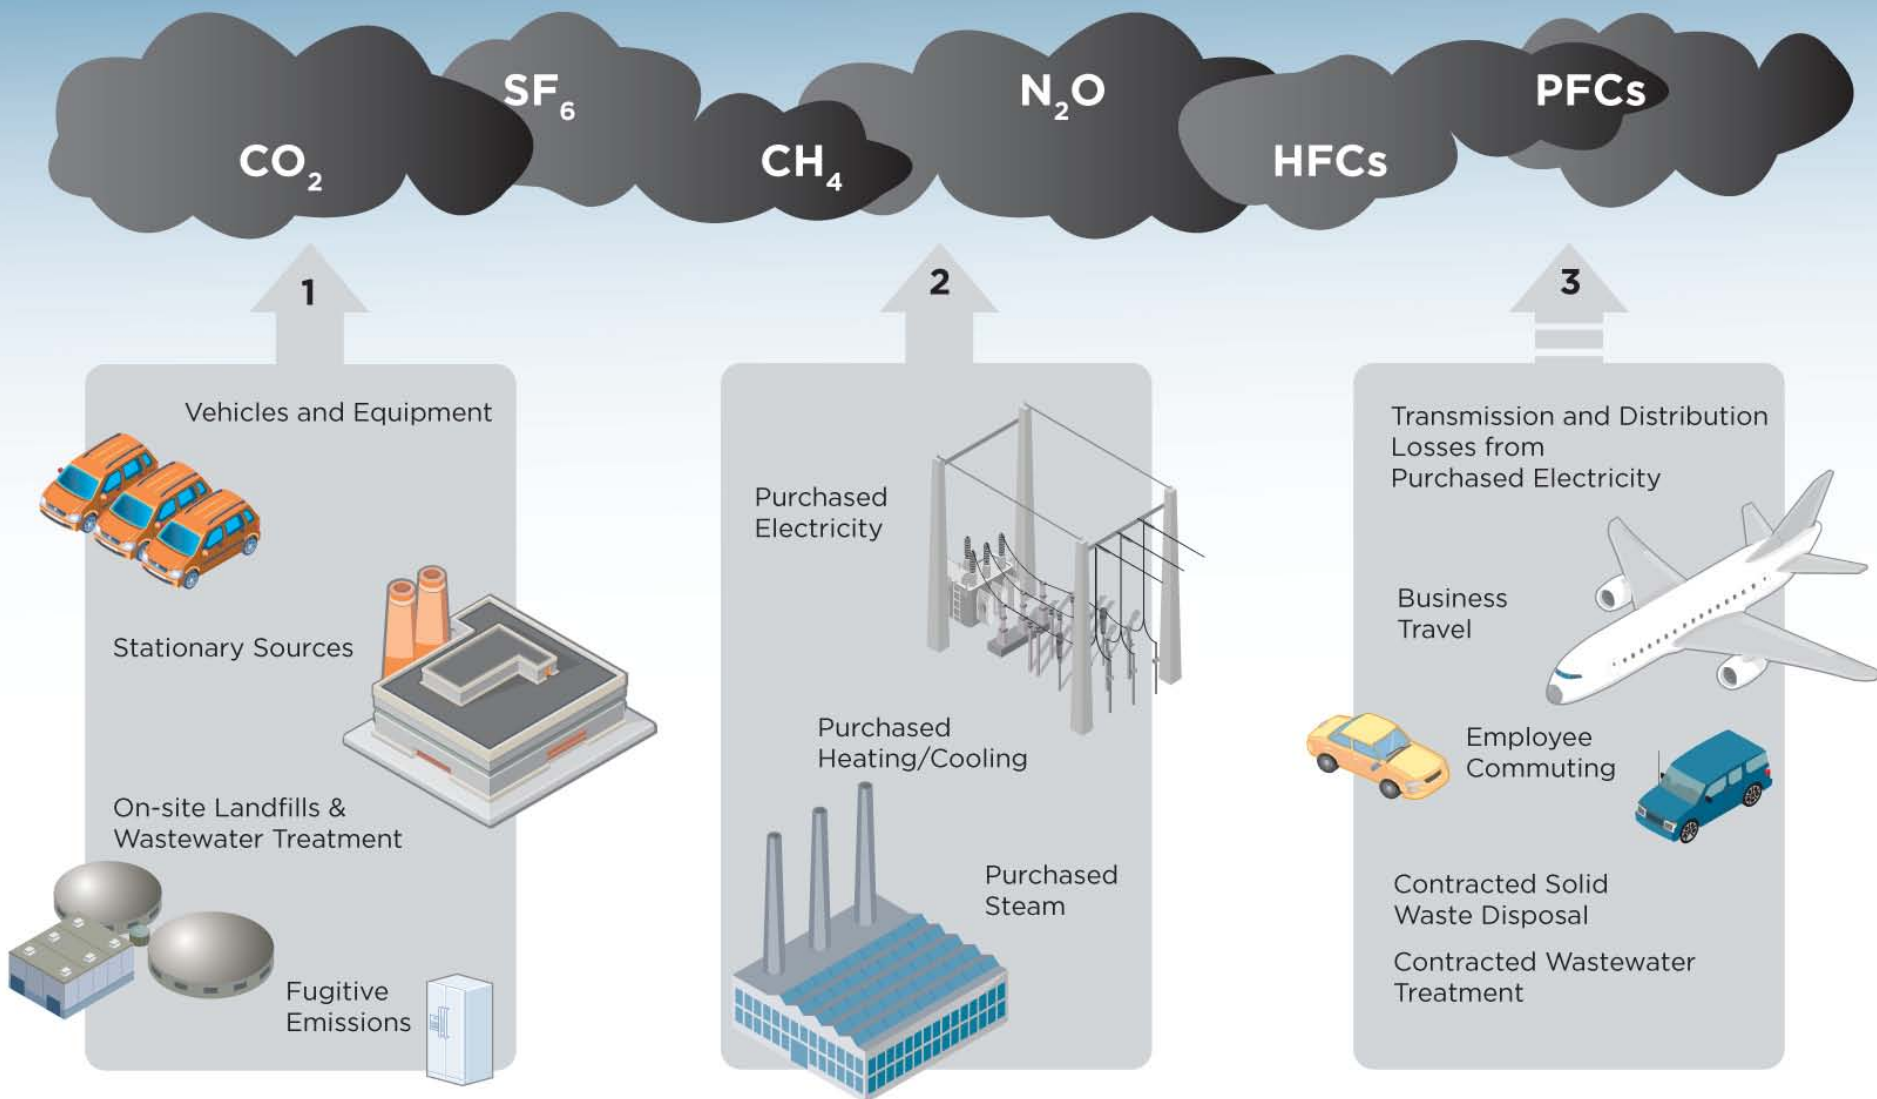 SF₆
N₂O
PFCs
CO₂
CH₄
HFCs
1
2
3
Vehicles and Equipment
Stationary Sources
On-site Landfills &
Wastewater Treatment
Fugitive
Emissions
Purchased
Electricity
Purchased
Heating/Cooling
Purchased
Steam
Transmission and Distribution
Losses from
Purchased Electricity
Business
Travel
Employee
Commuting
Contracted Solid
Waste Disposal
Contracted Wastewater
Treatment